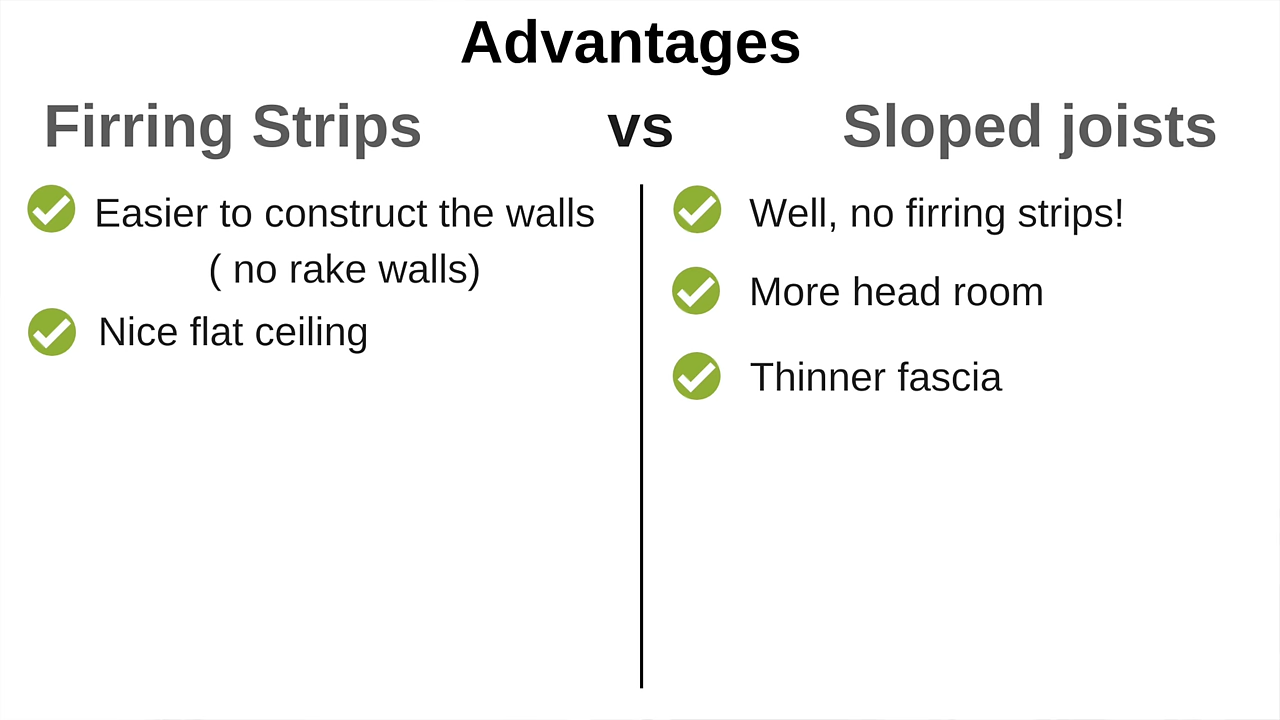 Advantages
Firring Strips vs Sloped joists
Easier to construct the walls
( no rake walls)
Nice flat ceiling
Well, no firring strips!
More head room
Thinner fascia